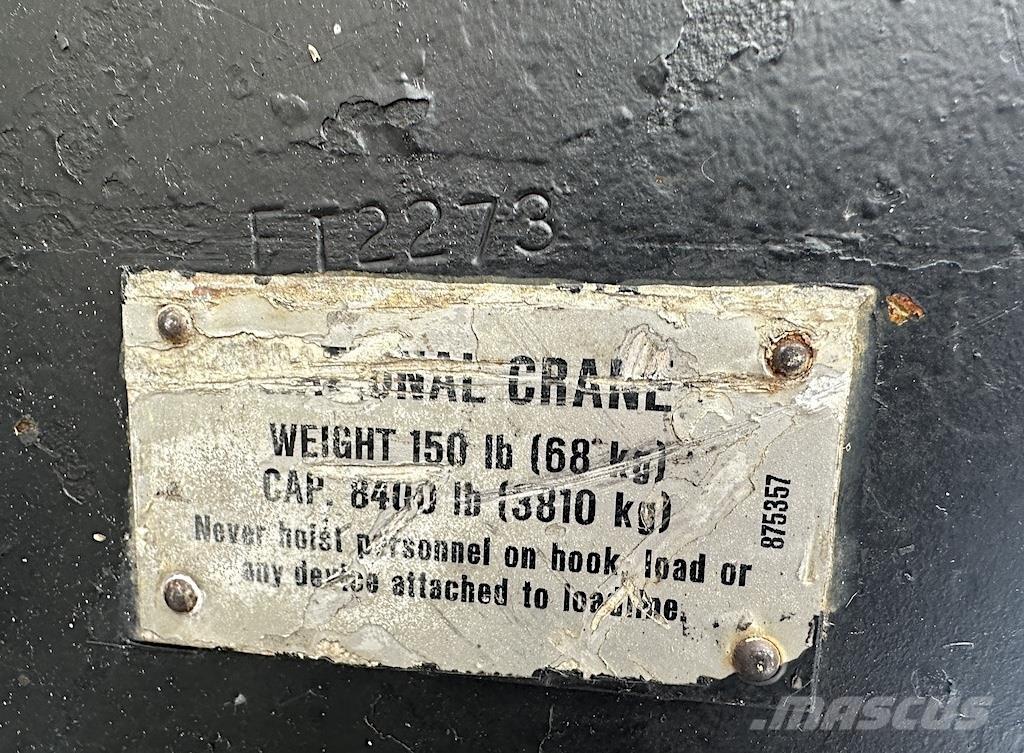 FT2273
NATIONAL CRANE
WEIGHT 150 lb (68 kg)
CAP. 8400 lb (3810 kg)
Never hoist personnel on hook, load or
any device attached to loadline.
875357
MASCUS